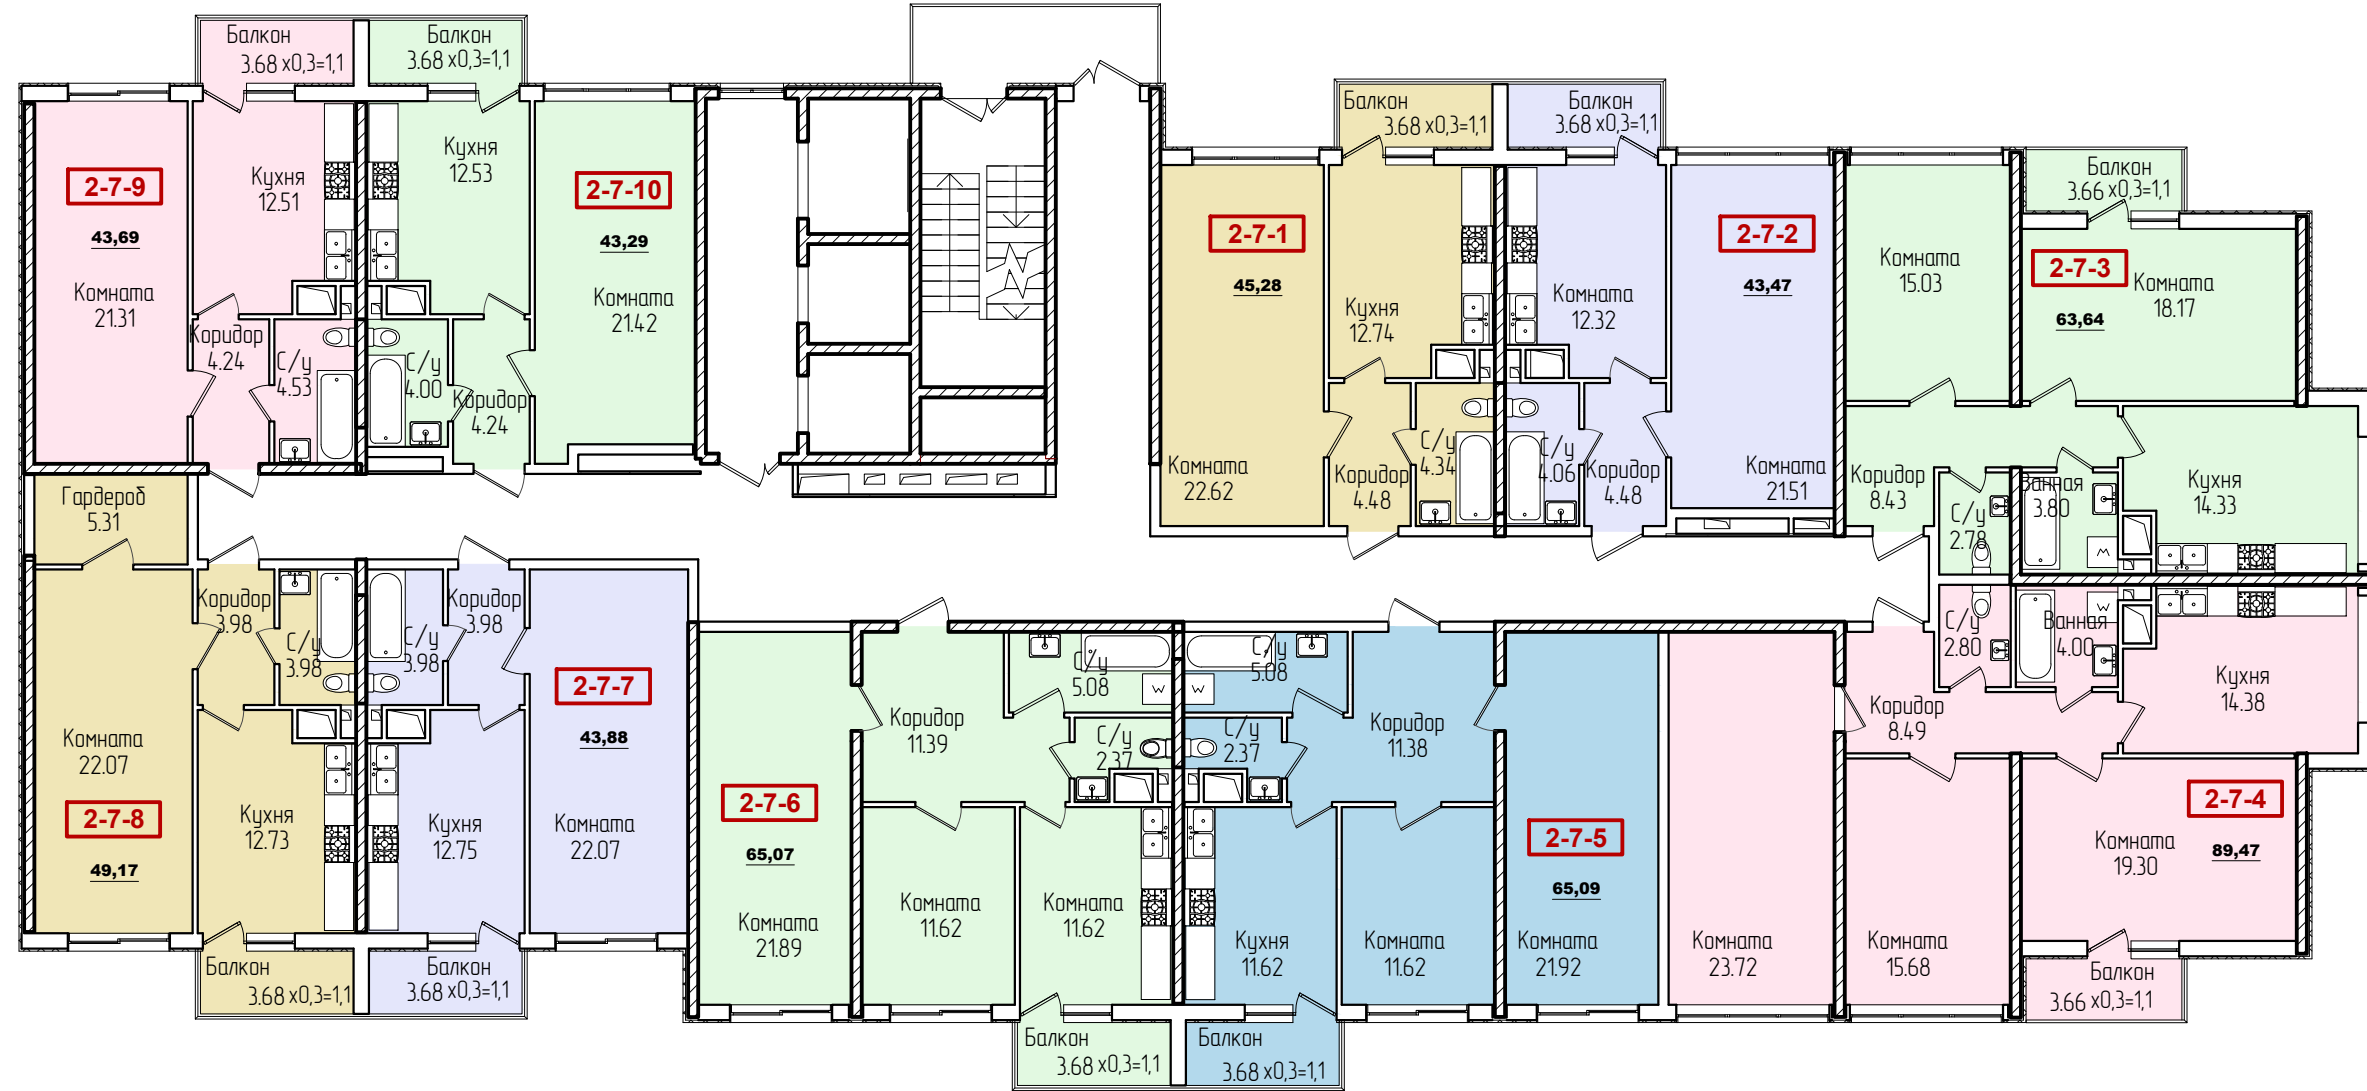 Балкон
3.68 x0,3=1,1
Балкон
3.68 x0,3=1,1
2-7-9
43,69
Комната
21.31
Кухня
12.51
Коридор
4.24
С/у
4.53
Кухня
12.53
2-7-10
43,29
Комната
21.42
С/у
4.00
Коридор
4.24
Балкон
3.68 x0,3=1,1
Балкон
3.68 x0,3=1,1
2-7-1
45,28
Кухня
12.74
Комната
22.62
Коридор
4.48
С/у
4.34
Комната
12.32
2-7-2
43,47
С/у
4.06
Коридор
4.48
Комната
21.51
Балкон
3.66 x0,3=1,1
Комната
15.03
2-7-3
63,64
Комната
18.17
Коридор
8.43
С/у
2.78
Ванная
3.80
Кухня
14.33
М
Гардероб
5.31
Коридор
3.98
С/у
3.98
Комната
22.07
2-7-8
49,17
Кухня
12.73
Балкон
3.68 x0,3=1,1
С/у
3.98
Коридор
3.98
2-7-7
43,88
Кухня
12.75
Комната
22.07
Балкон
3.68 x0,3=1,1
2-7-6
65,07
Комната
21.89
Коридор
11.39
С/у
5.08
W
С/у
2.37
Комната
11.62
Комната
11.62
Балкон
3.68 x0,3=1,1
С/у
5.08
W
С/у
2.37
Коридор
11.38
Кухня
11.62
Комната
11.62
2-7-5
65,09
Комната
21.92
Балкон
3.68 x0,3=1,1
Комната
23.72
Коридор
8.49
С/у
2.80
Ванная
4.00
W
Кухня
14.38
Комната
15.68
2-7-4
89,47
Комната
19.30
Балкон
3.66 x0,3=1,1